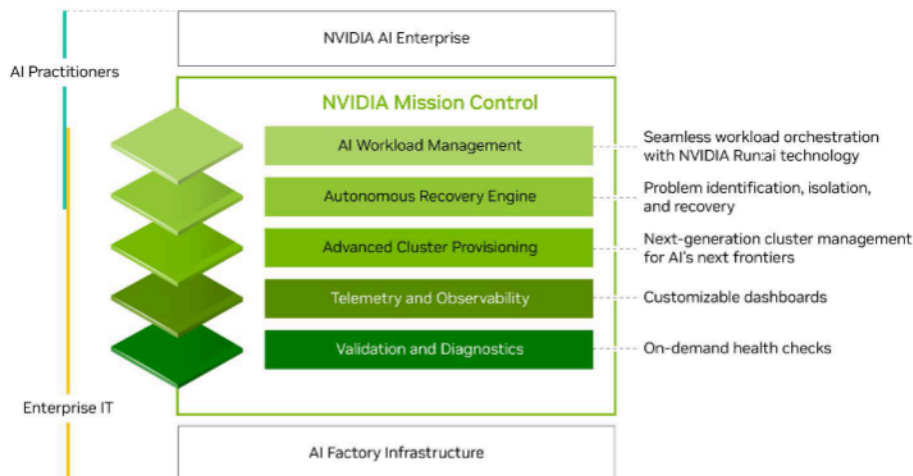 NVIDIA AI Enterprise
AI Practitioners
NVIDIA Mission Control
AI Workload Management
Seamless workload orchestration
with NVIDIA Run:ai technology
Autonomous Recovery Engine
Problem identification, isolation,
and recovery
Advanced Cluster Provisioning
Next-generation cluster management
for AI's next frontiers
Telemetry and Observability
Customizable dashboards
Validation and Diagnostics
On-demand health checks
Enterprise IT
AI Factory Infrastructure